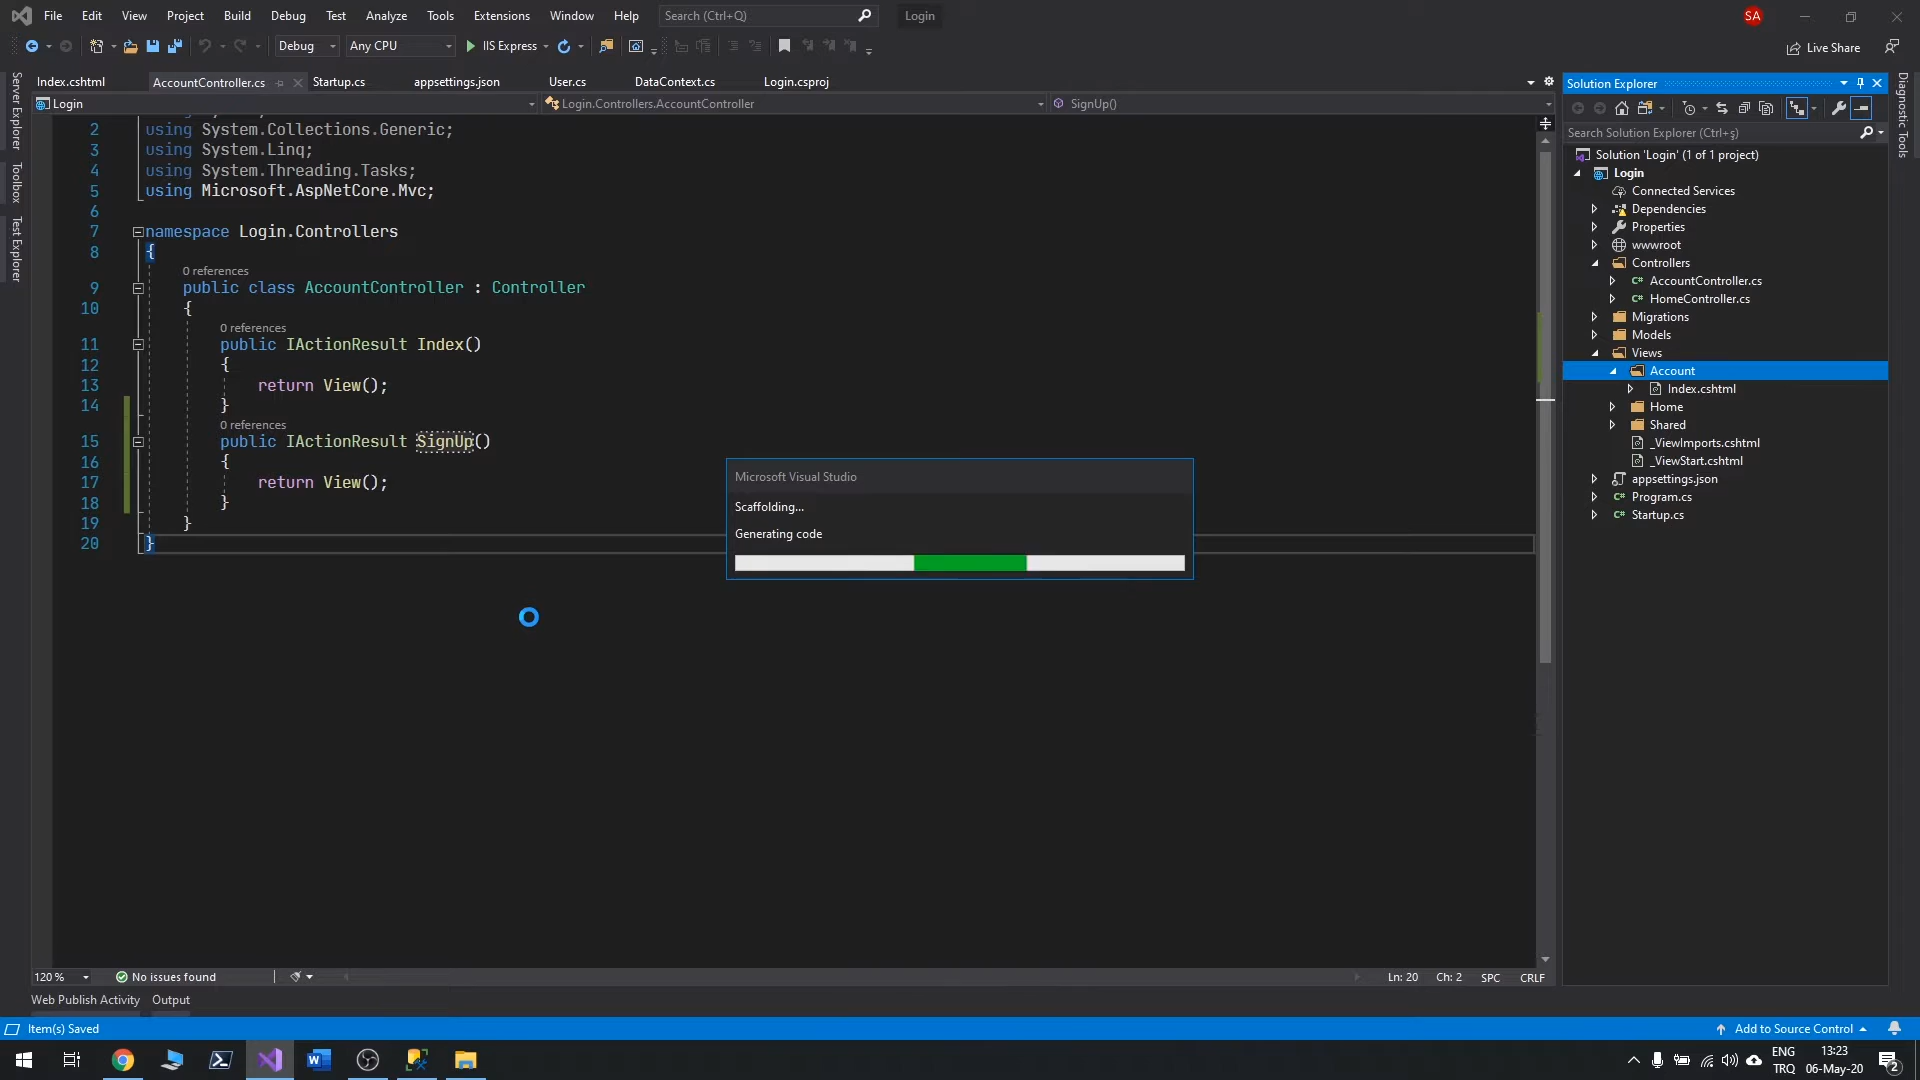 File Edit View Project Build Debug Test Analyze Tools Extensions Window Help Search (Ctrl+Q) Login SA
Debug Any CPU IIS Express Live Share
Index.cshtml AccountController.cs Startup.cs appsettings.json User.cs DataContext.cs Login.csproj
Login Login.Controllers.AccountController SignUp()
Server Explorer
Toolbox
Test Explorer
2 using System.Collections.Generic;
3 using System.Linq;
4 using System.Threading.Tasks;
5 using Microsoft.AspNetCore.Mvc;
6
7 namespace Login.Controllers
8 {
0 references
9 public class AccountController : Controller
10 {
0 references
11 public IActionResult Index()
12 {
13 return View();
14 }
0 references
15 public IActionResult SignUp()
16 {
17 return View();
18 }
19 }
20 }
Microsoft Visual Studio
Scaffolding...
Generating code
Solution Explorer
Search Solution Explorer (Ctrl+ş)
Solution 'Login' (1 of 1 project)
Login
Connected Services
Dependencies
Properties
wwwroot
Controllers
C# AccountController.cs
C# HomeController.cs
Migrations
Models
Views
Account
Index.cshtml
Home
Shared
_ViewImports.cshtml
_ViewStart.cshtml
appsettings.json
C# Program.cs
C# Startup.cs
Diagnostic Tools
120 % No issues found Ln: 20 Ch: 2 SPC CRLF
Web Publish Activity Output
Item(s) Saved Add to Source Control
ENG 13:23
TRQ 06-May-20 2